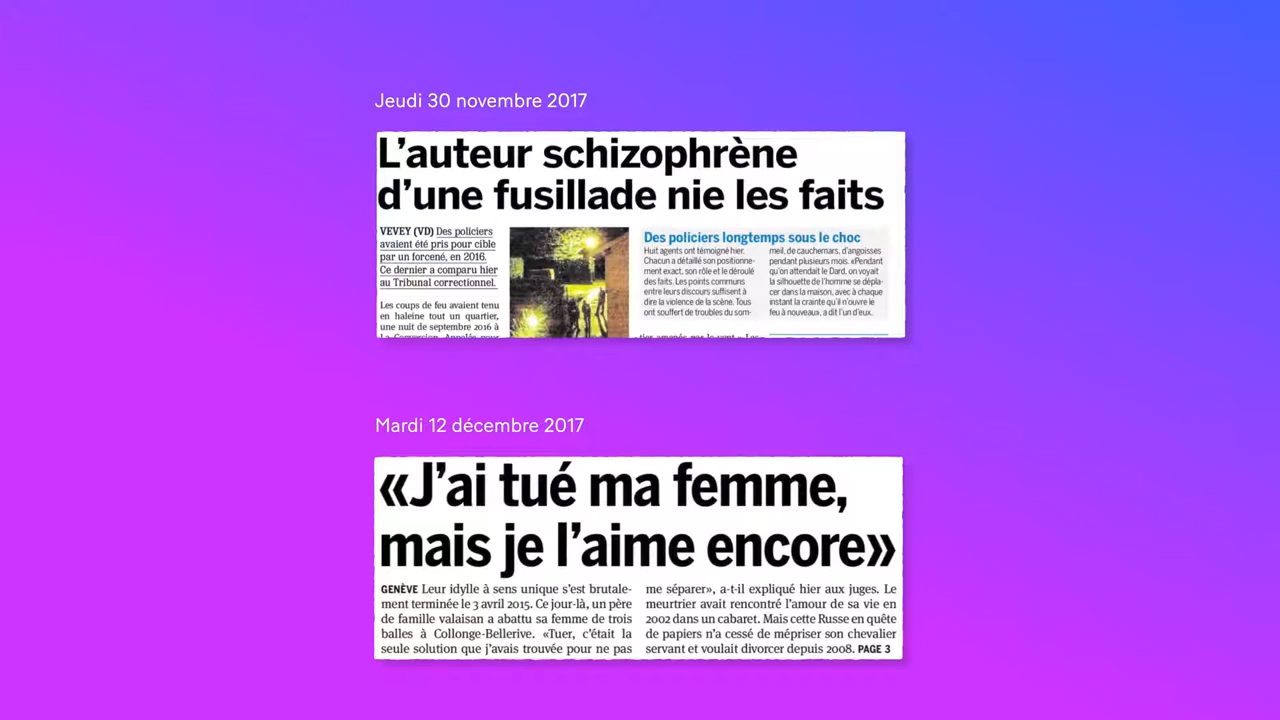 Jeudi 30 novembre 2017
L’auteur schizophrène
d’une fusillade nie les faits
VEVEY (VD) Des policiers
avaient été pris pour cible
par un forcené, en 2016.
Ce dernier a comparu hier
au Tribunal correctionnel.
Les coups de feu avaient tenu
en haleine tout un quartier,
une nuit de septembre 2016 à
La Conversion. Appelés pour
Des policiers longtemps sous le choc
Huit agents ont témoigné hier.
Chacun a détaillé son positionne-
ment exact, son rôle et le déroulé
des faits. Les points communs
entre leurs discours suffisent à
dire la violence de la scène. Tous
ont souffert de troubles du som-
meil, de cauchemars, d’angoisses
pendant plusieurs mois. «Pendant
qu’on attendait le Dard, on voyait
la silhouette de l’homme se dépla-
cer dans la maison, avec à chaque
instant la crainte qu’il n’ouvre le
feu à nouveau», a dit l’un d’eux.
Mardi 12 décembre 2017
«J’ai tué ma femme,
mais je l’aime encore»
GENÈVE Leur idylle à sens unique s’est brutale-
ment terminée le 3 avril 2015. Ce jour-là, un père
de famille valaisan a abattu sa femme de trois
balles à Collonge-Bellerive. «Tuer, c’était la
seule solution que j’avais trouvée pour ne pas
me séparer», a-t-il expliqué hier aux juges. Le
meurtrier avait rencontré l’amour de sa vie en
2002 dans un cabaret. Mais cette Russe en quête
de papiers n’a cessé de mépriser son chevalier
servant et voulait divorcer depuis 2008. PAGE 3